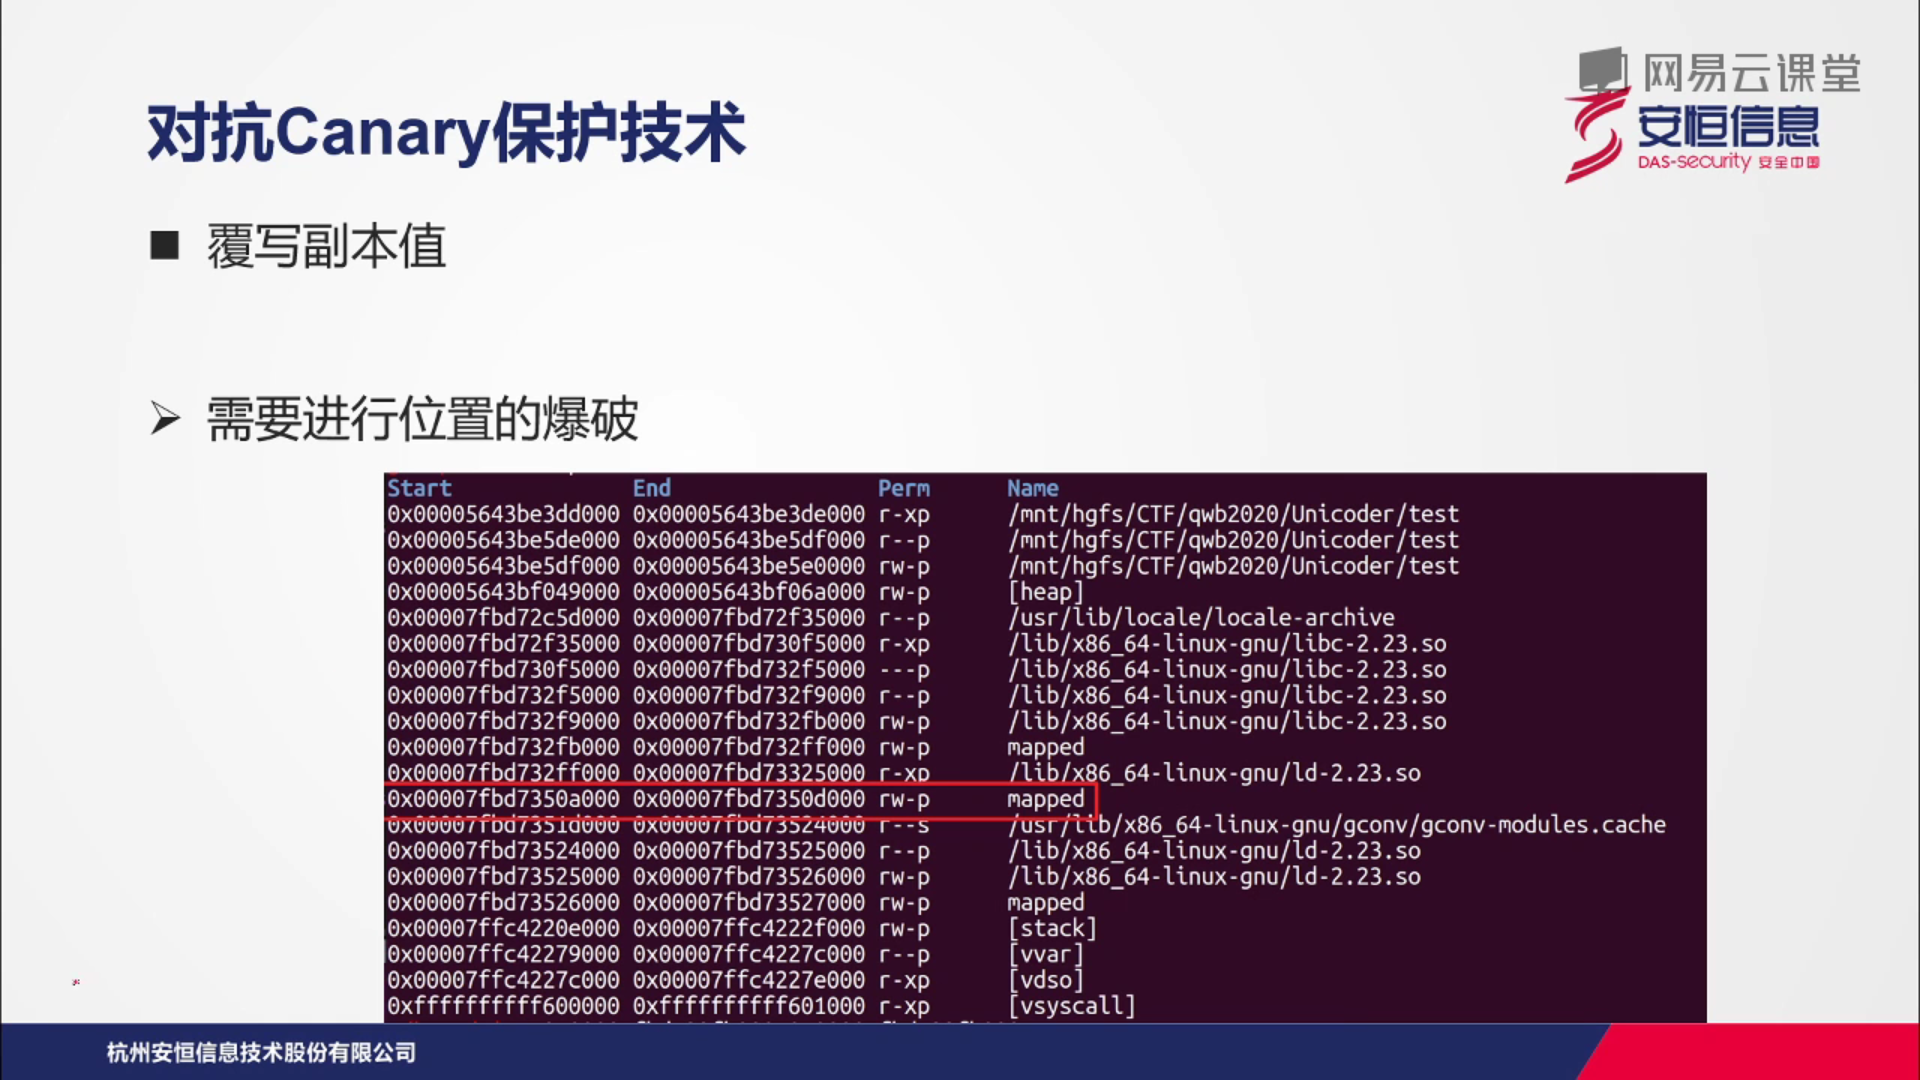 网易云课堂
安恒信息
DAS-security 安全中国
对抗Canary保护技术
■ 覆写副本值
➢ 需要进行位置的爆破
Start End Perm Name
0x00005643be3dd000 0x00005643be3de000 r-xp /mnt/hgfs/CTF/qwb2020/Unicoder/test
0x00005643be5de000 0x00005643be5df000 r--p /mnt/hgfs/CTF/qwb2020/Unicoder/test
0x00005643be5df000 0x00005643be5e0000 rw-p /mnt/hgfs/CTF/qwb2020/Unicoder/test
0x00005643bf049000 0x00005643bf06a000 rw-p [heap]
0x00007fbd72c5d000 0x00007fbd72f35000 r--p /usr/lib/locale/locale-archive
0x00007fbd72f35000 0x00007fbd730f5000 r-xp /lib/x86_64-linux-gnu/libc-2.23.so
0x00007fbd730f5000 0x00007fbd732f5000 ---p /lib/x86_64-linux-gnu/libc-2.23.so
0x00007fbd732f5000 0x00007fbd732f9000 r--p /lib/x86_64-linux-gnu/libc-2.23.so
0x00007fbd732f9000 0x00007fbd732fb000 rw-p /lib/x86_64-linux-gnu/libc-2.23.so
0x00007fbd732fb000 0x00007fbd732ff000 rw-p mapped
0x00007fbd732ff000 0x00007fbd73325000 r-xp /lib/x86_64-linux-gnu/ld-2.23.so
0x00007fbd7350a000 0x00007fbd7350d000 rw-p mapped
0x00007fbd7351d000 0x00007fbd73524000 r--s /usr/lib/x86_64-linux-gnu/gconv/gconv-modules.cache
0x00007fbd73524000 0x00007fbd73525000 r--p /lib/x86_64-linux-gnu/ld-2.23.so
0x00007fbd73525000 0x00007fbd73526000 rw-p /lib/x86_64-linux-gnu/ld-2.23.so
0x00007fbd73526000 0x00007fbd73527000 rw-p mapped
0x00007ffc4220e000 0x00007ffc4222f000 rw-p [stack]
0x00007ffc42279000 0x00007ffc4227c000 r--p [vvar]
0x00007ffc4227c000 0x00007ffc4227e000 r-xp [vdso]
0xffffffffff600000 0xffffffffff601000 r-xp [vsyscall]
杭州安恒信息技术股份有限公司